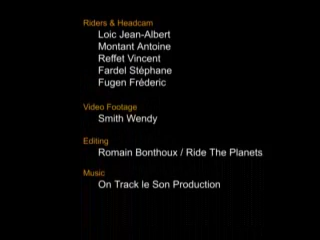 Riders & Headcam
Loic Jean-Albert
Montant Antoine
Reffet Vincent
Fardel Stéphane
Fugen Fréderic
Video Footage
Smith Wendy
Editing
Romain Bonthoux / Ride The Planets
Music
On Track le Son Production